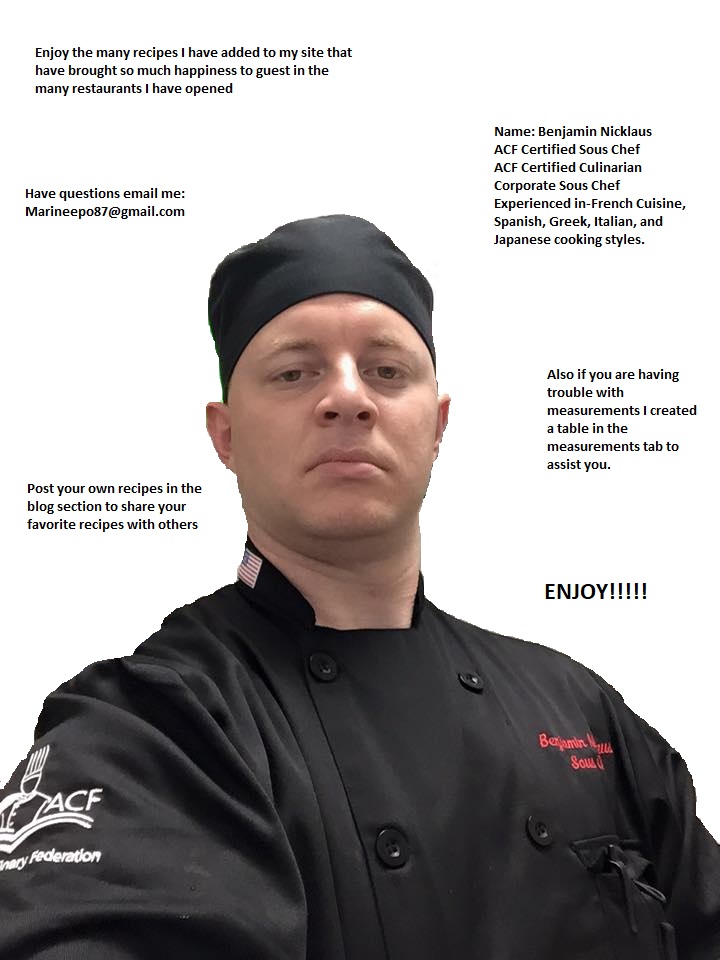 Enjoy the many recipes I have added to my site that
have brought so much happiness to guest in the
many restaurants I have opened
Name: Benjamin Nicklaus
ACF Certified Sous Chef
ACF Certified Culinarian
Corporate Sous Chef
Experienced in-French Cuisine,
Spanish, Greek, Italian, and
Japanese cooking styles.
Have questions email me:
Marineepo87@gmail.com
Also if you are having
trouble with
measurements I created
a table in the
measurements tab to
assist you.
Post your own recipes in the
blog section to share your
favorite recipes with others
ENJOY!!!!!
Benjamin
Sous
ACF
Federation